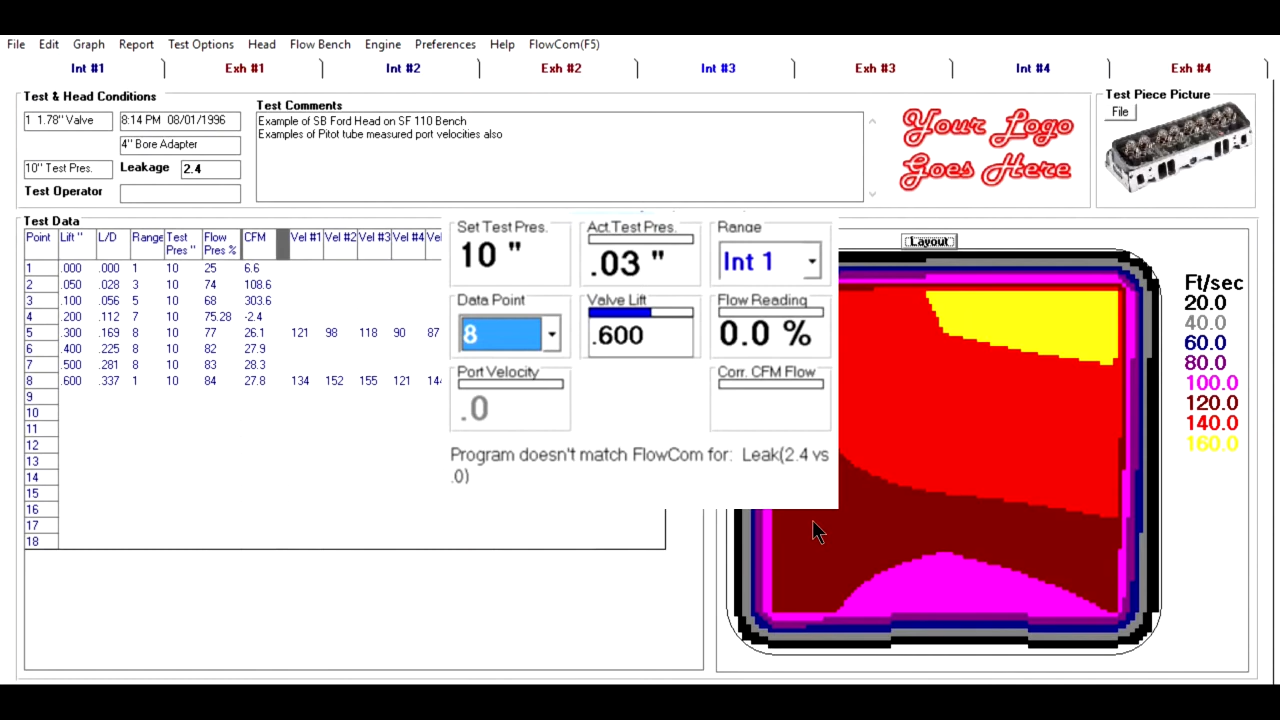 File Edit Graph Report Test Options Head Flow Bench Engine Preferences Help FlowCom(F5)
Int #1 Exh #1 Int #2 Exh #2 Int #3 Exh #3 Int #4 Exh #4
Test & Head Conditions
1 1.78" Valve
8:14 PM 08/01/1996
4" Bore Adapter
10" Test Pres.
Leakage 2.4
Test Operator
Test Comments
Example of SB Ford Head on SF 110 Bench
Examples of Pitot tube measured port velocities also
Your Logo
Goes Here
Test Piece Picture
File
Test Data
Point Lift " L/D Range Test Pres " Flow Pres % CFM Vel #1 Vel #2 Vel #3 Vel #4
1 .000 .000 1 10 25 6.6
2 .050 .028 3 10 74 108.6
3 .100 .056 5 10 68 303.6
4 .200 .112 7 10 75.28 -2.4
5 .300 .169 8 10 77 26.1 121 98 118 90 87
6 .400 .225 8 10 82 27.9
7 .500 .281 8 10 83 28.3
8 .600 .337 1 10 84 27.8 134 152 155 121
9
10
11
12
13
14
15
16
17
18
Set Test Pres. Act.Test Pres. Range
10 " .03 " Int 1
Data Point Valve Lift Flow Reading
8 .600 0.0 %
Port Velocity Corr. CFM Flow
.0
Program doesn't match FlowCom for: Leak(2.4 vs
.0)
Layout
Ft/sec
20.0
40.0
60.0
80.0
100.0
120.0
140.0
160.0